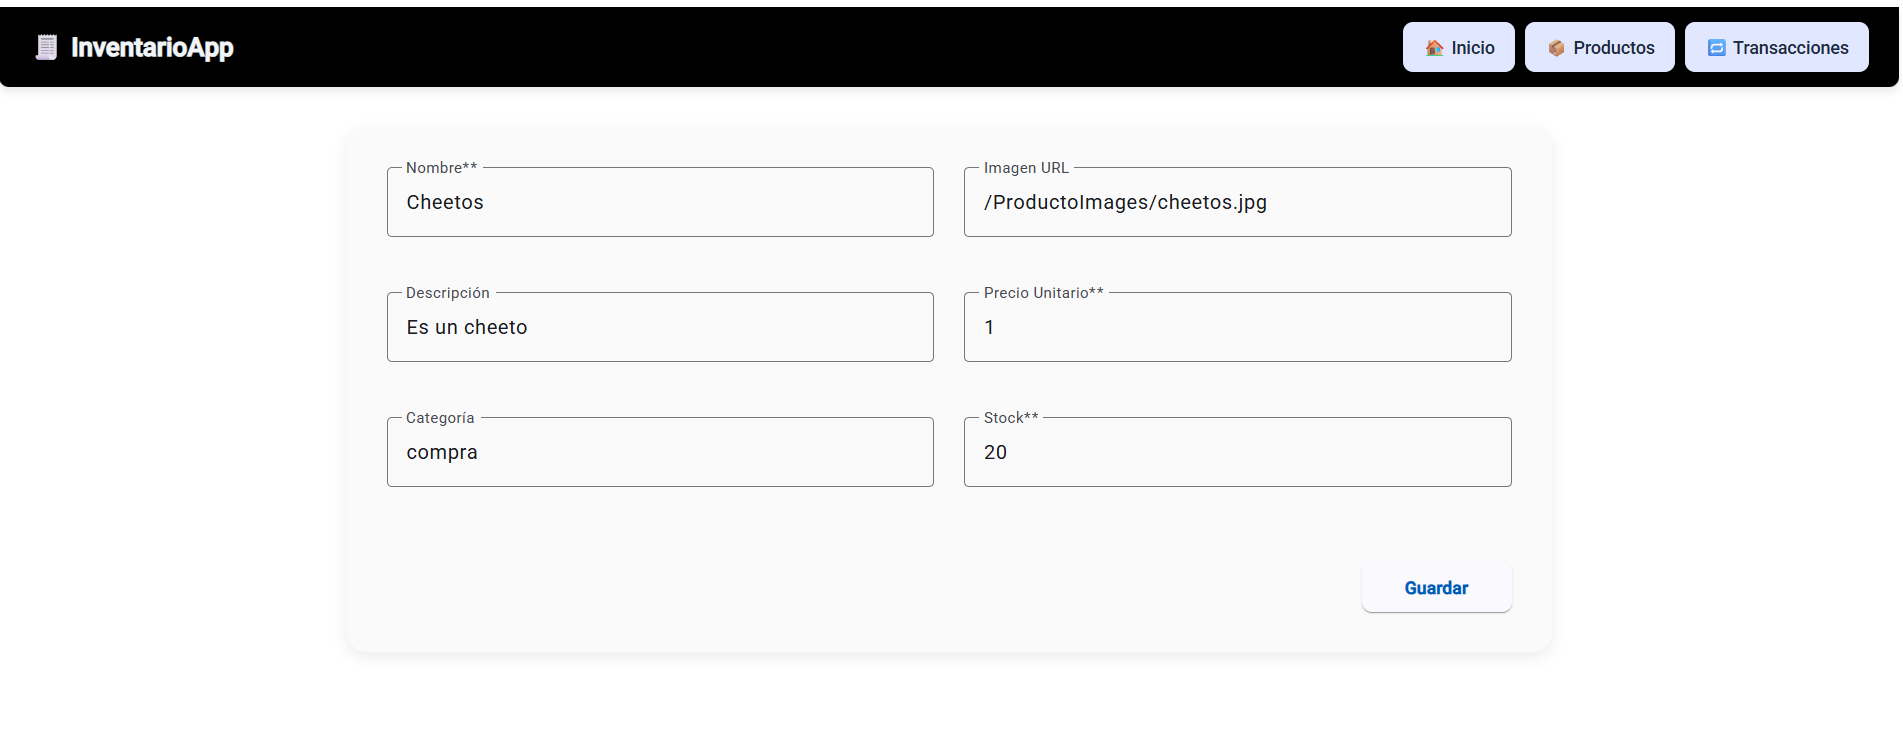 InventarioApp
Inicio
Productos
Transacciones
Nombre**
Cheetos
Imagen URL
/ProductoImages/cheetos.jpg
Descripción
Es un cheeto
Precio Unitario**
1
Categoría
compra
Stock**
20
Guardar